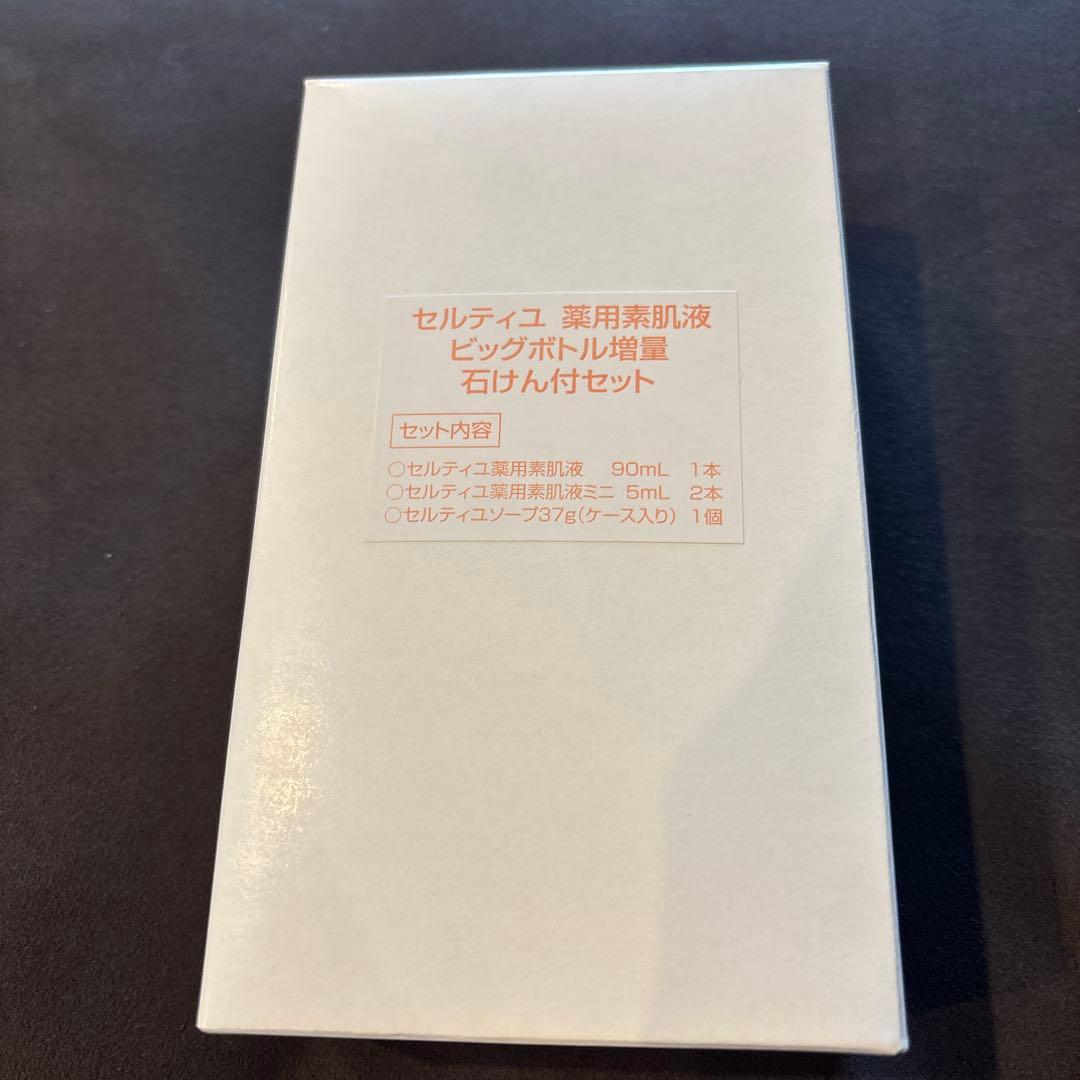 セルティユ 薬用素肌液
ビッグボトル増量
石けん付セット
セット内容
○セルティユ薬用素肌液 90mL 1本
○セルティユ薬用素肌液ミニ 5mL 2本
○セルティユソープ37g(ケース入り) 1個